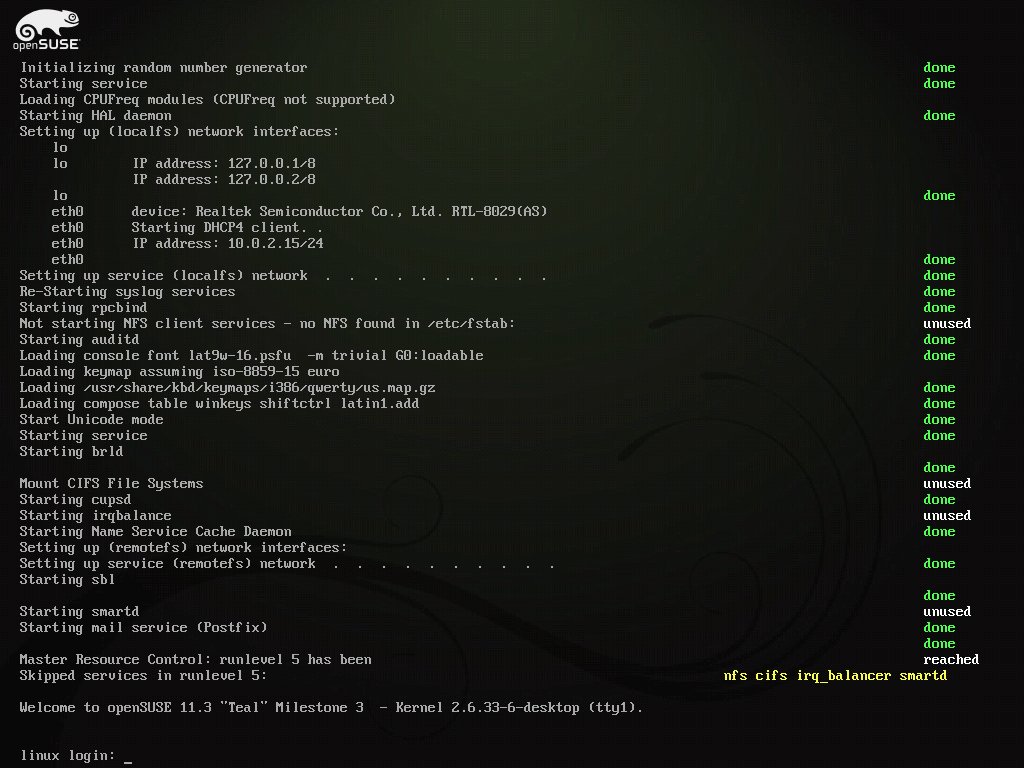 openSUSE
Initializing random number generator done
Starting service done
Loading CPUFreq modules (CPUFreq not supported)
Starting HAL daemon done
Setting up (localfs) network interfaces:
lo
lo IP address: 127.0.0.1/8
IP address: 127.0.0.2/8
lo done
eth0 device: Realtek Semiconductor Co., Ltd. RTL-8029(AS)
eth0 Starting DHCP4 client. .
eth0 IP address: 10.0.2.15/24
eth0 done
Setting up service (localfs) network . . . . . . . . . . done
Re-Starting syslog services done
Starting rpcbind done
Not starting NFS client services - no NFS found in /etc/fstab: unused
Starting auditd done
Loading console font lat9w-16.psfu -m trivial G0:loadable done
Loading keymap assuming iso-8859-15 euro
Loading /usr/share/kbd/keymaps/i386/qwerty/us.map.gz done
Loading compose table winkeys shiftctrl latin1.add done
Start Unicode mode done
Starting service done
Starting brld
done
Mount CIFS File Systems unused
Starting cupsd done
Starting irqbalance unused
Starting Name Service Cache Daemon done
Setting up (remotefs) network interfaces:
Setting up service (remotefs) network . . . . . . . . . . done
Starting sbl
done
Starting smartd unused
Starting mail service (Postfix) done
done
Master Resource Control: runlevel 5 has been reached
Skipped services in runlevel 5: nfs cifs irq_balancer smartd
Welcome to openSUSE 11.3 "Teal" Milestone 3 - Kernel 2.6.33-6-desktop (tty1).
linux login: _